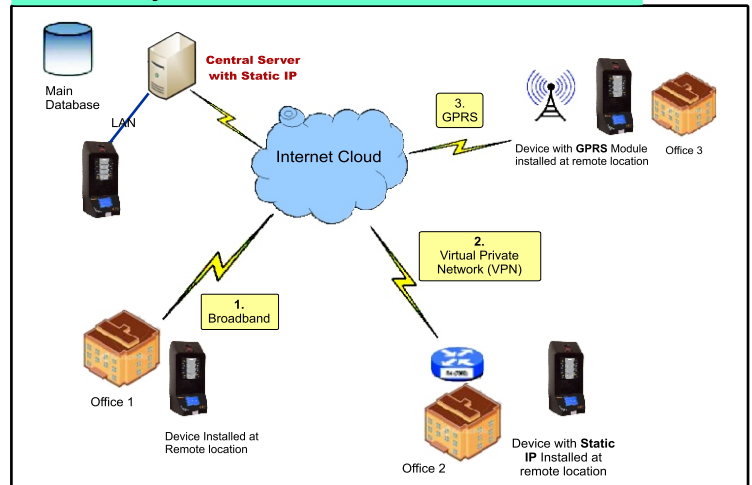 Central Server
with Static IP
Main
Database
LAN
Internet Cloud
3.
GPRS
Device with GPRS Module
installed at remote location
Office 3
2.
Virtual Private
Network (VPN)
1.
Broadband
Office 1
Device Installed at
Remote location
Office 2
Device with Static
IP Installed at
remote location